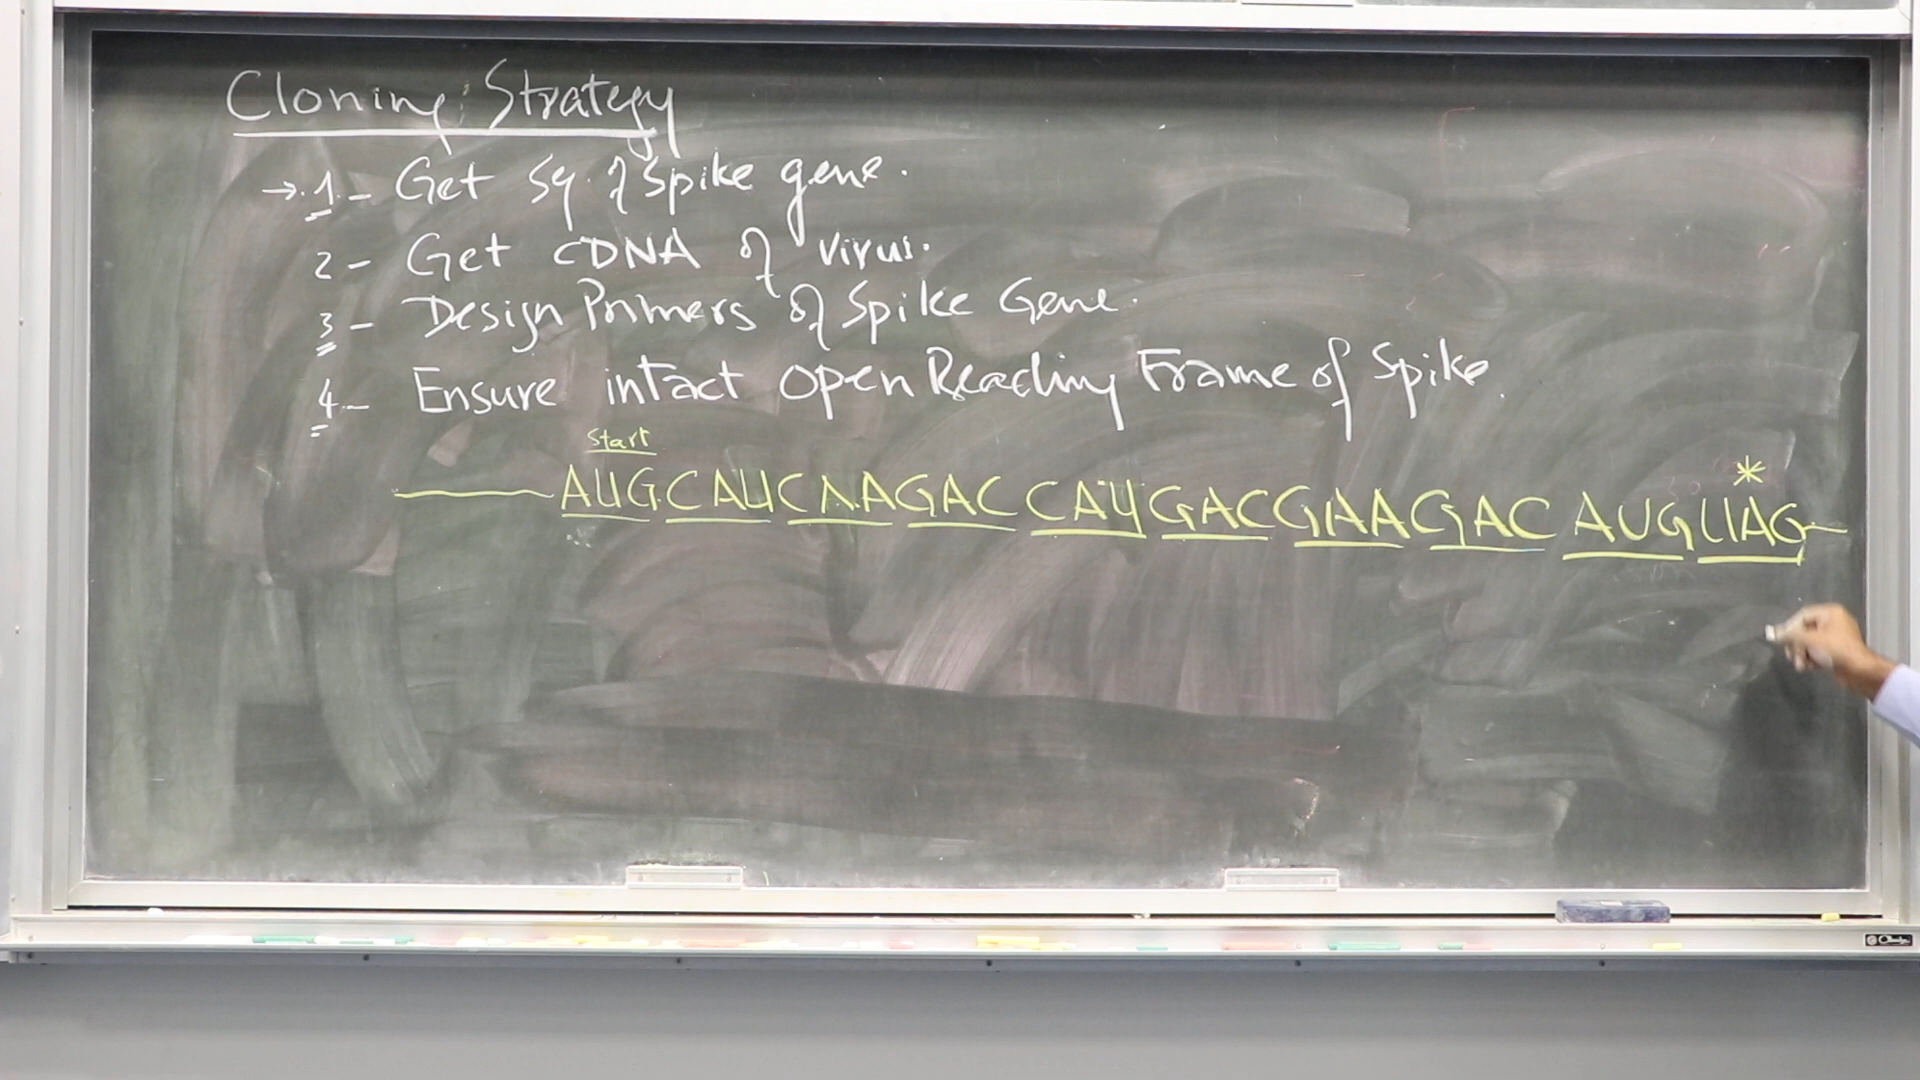 Cloning Strategy
→ 1- Get Sq. of Spike gene.
2- Get CDNA of Virus.
3- Design Primers of Spike Gene.
4- Ensure intact Open Reading Frame of Spike.
Start
AUG CAU CAA GAC CAU GAC GAA GAC AUG UAG
*